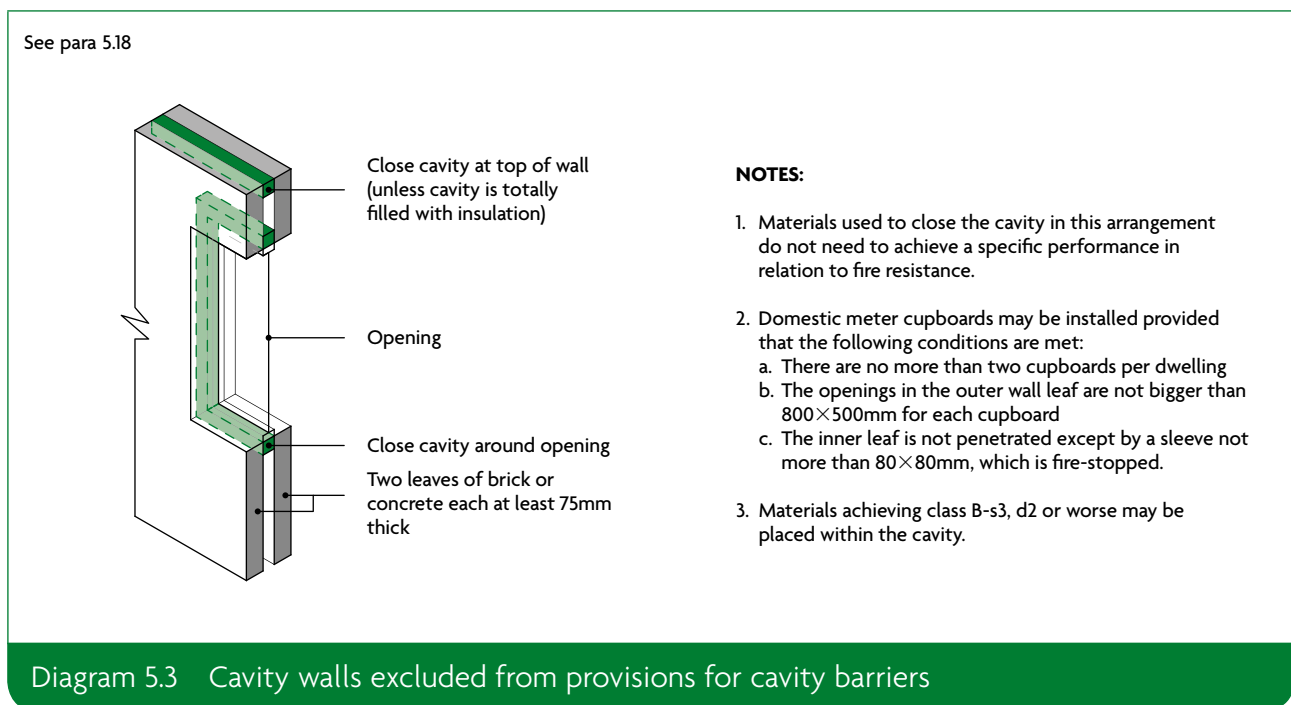 See para 5.18
Close cavity at top of wall
(unless cavity is totally
filled with insulation)
Opening
Close cavity around opening
Two leaves of brick or
concrete each at least 75mm
thick
NOTES:
1. Materials used to close the cavity in this arrangement
do not need to achieve a specific performance in
relation to fire resistance.
2. Domestic meter cupboards may be installed provided
that the following conditions are met:
a. There are no more than two cupboards per dwelling
b. The openings in the outer wall leaf are not bigger than
800×500mm for each cupboard
c. The inner leaf is not penetrated except by a sleeve not
more than 80×80mm, which is fire-stopped.
3. Materials achieving class B-s3, d2 or worse may be
placed within the cavity.
Diagram 5.3 Cavity walls excluded from provisions for cavity barriers